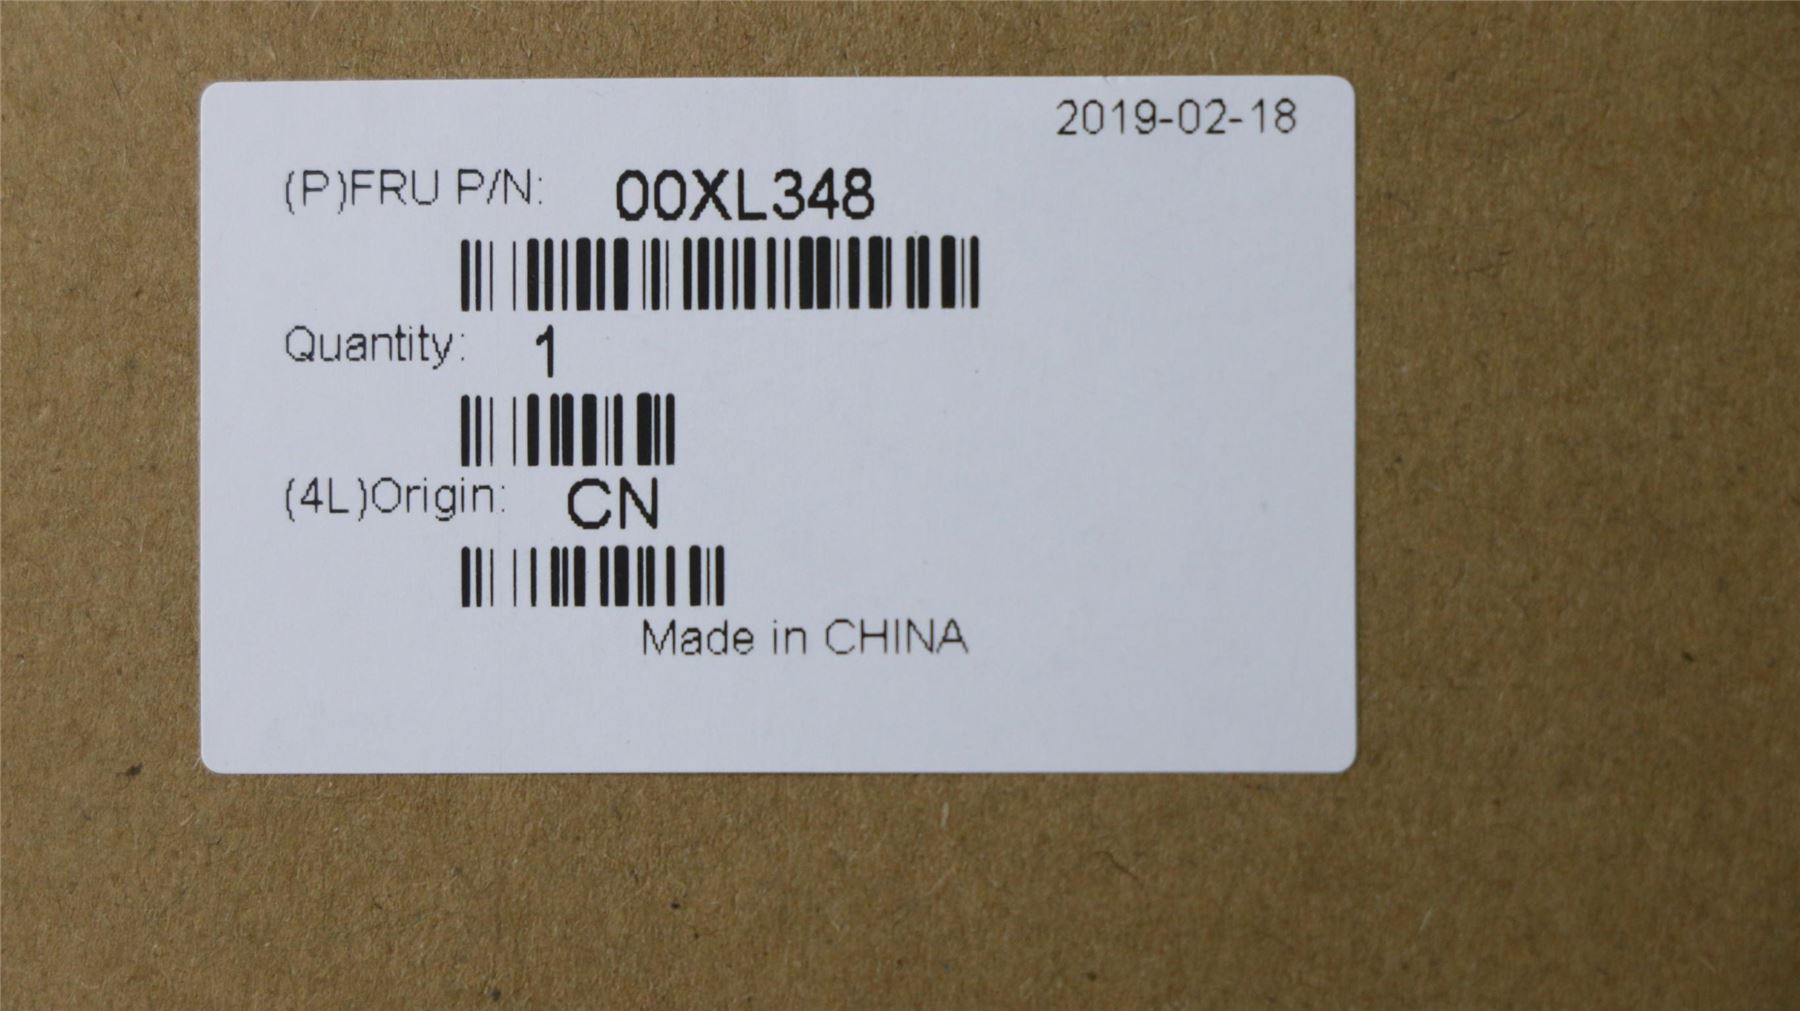 2019-02-18
(P)FRU P/N: 00XL348
Quantity: 1
(4L)Origin: CN
Made in CHINA